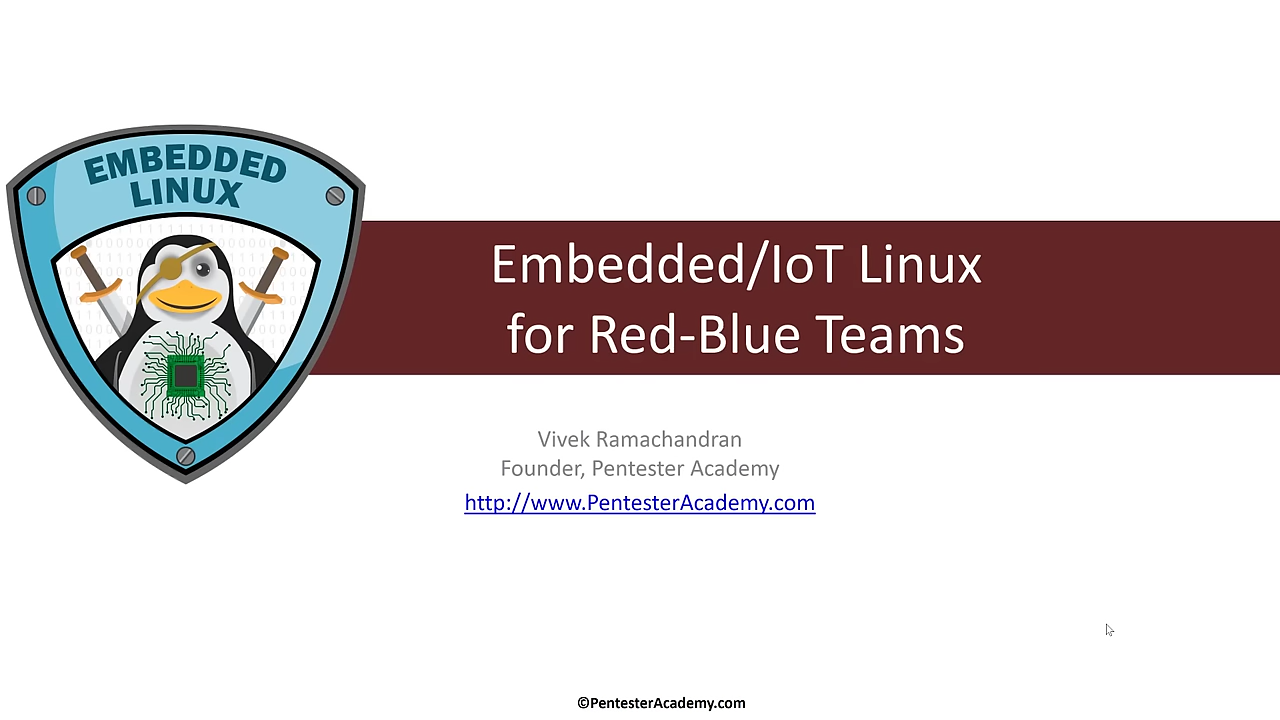 EMBEDDED
LINUX
Embedded/IoT Linux
for Red-Blue Teams
Vivek Ramachandran
Founder, Pentester Academy
http://www.PentesterAcademy.com
©PentesterAcademy.com